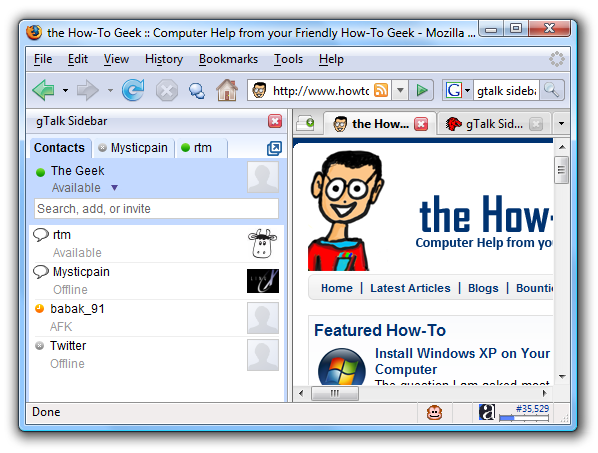 the How-To Geek :: Computer Help from your Friendly How-To Geek - Mozilla ...
File Edit View History Bookmarks Tools Help
http://www.howto
G
gtalk sideba
gTalk Sidebar
the How...
gTalk Sid...
Contacts
Mysticpain
rtm
The Geek
Available
Search, add, or invite
rtm
Available
Mysticpain
Offline
babak_91
AFK
Twitter
Offline
the How-
Computer Help from you
Home | Latest Articles | Blogs | Bounti
Featured How-To
Install Windows XP on Your
Computer
The question I am asked most
Done
a
#35,529